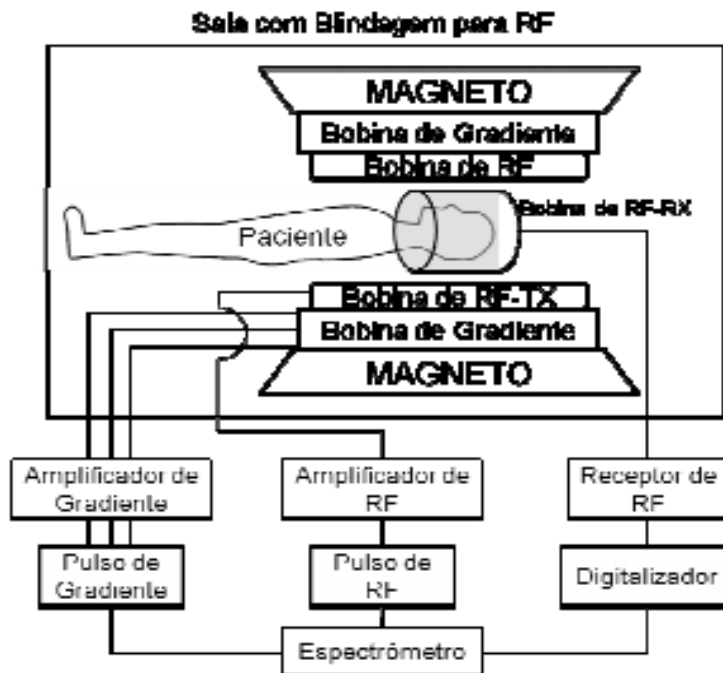 Sala com Blindagem para RF
MAGNETO
Bobina de Gradiente
Bobina de RF
Bobina de RF-RX
Paciente
Bobina de RF-TX
Bobina de Gradiente
MAGNETO
Amplificador de
Gradiente
Amplificador de
RF
Receptor de
RF
Pulso de
Gradiente
Pulso de
RF
Digitalizador
Espectrômetro